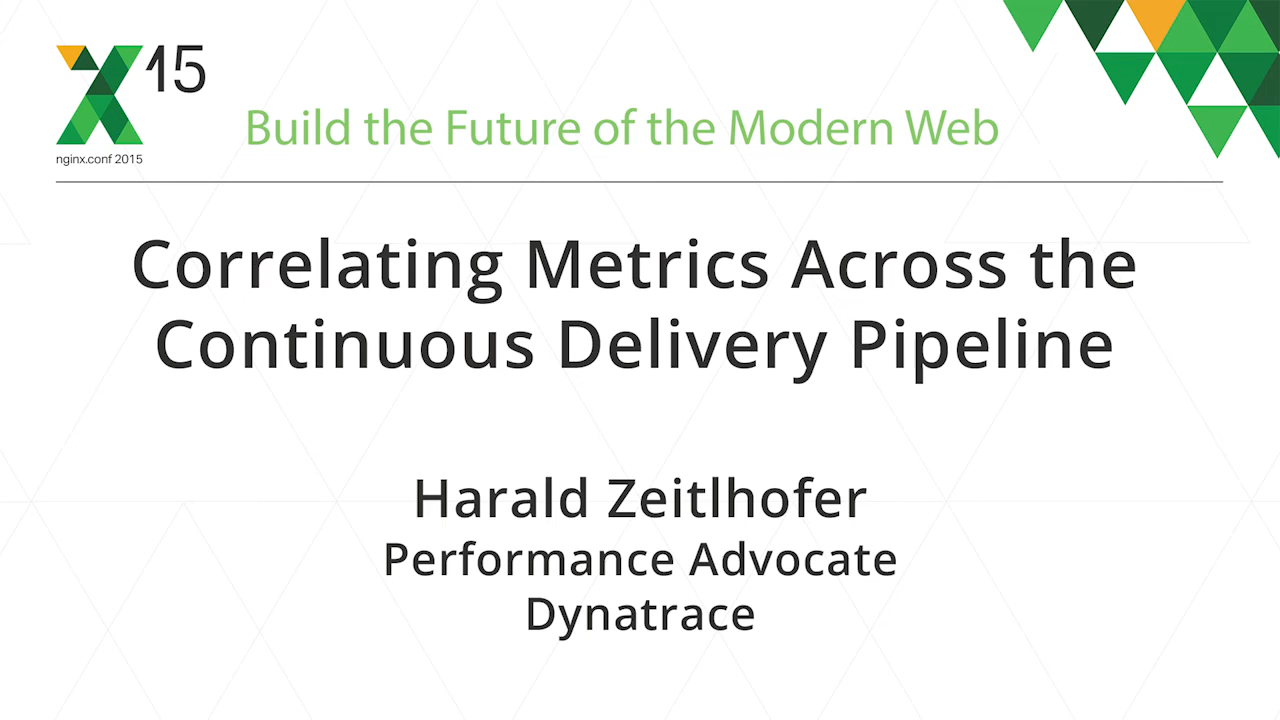 15
nginx.conf 2015
Build the Future of the Modern Web
Correlating Metrics Across the
Continuous Delivery Pipeline
Harald Zeitlhofer
Performance Advocate
Dynatrace